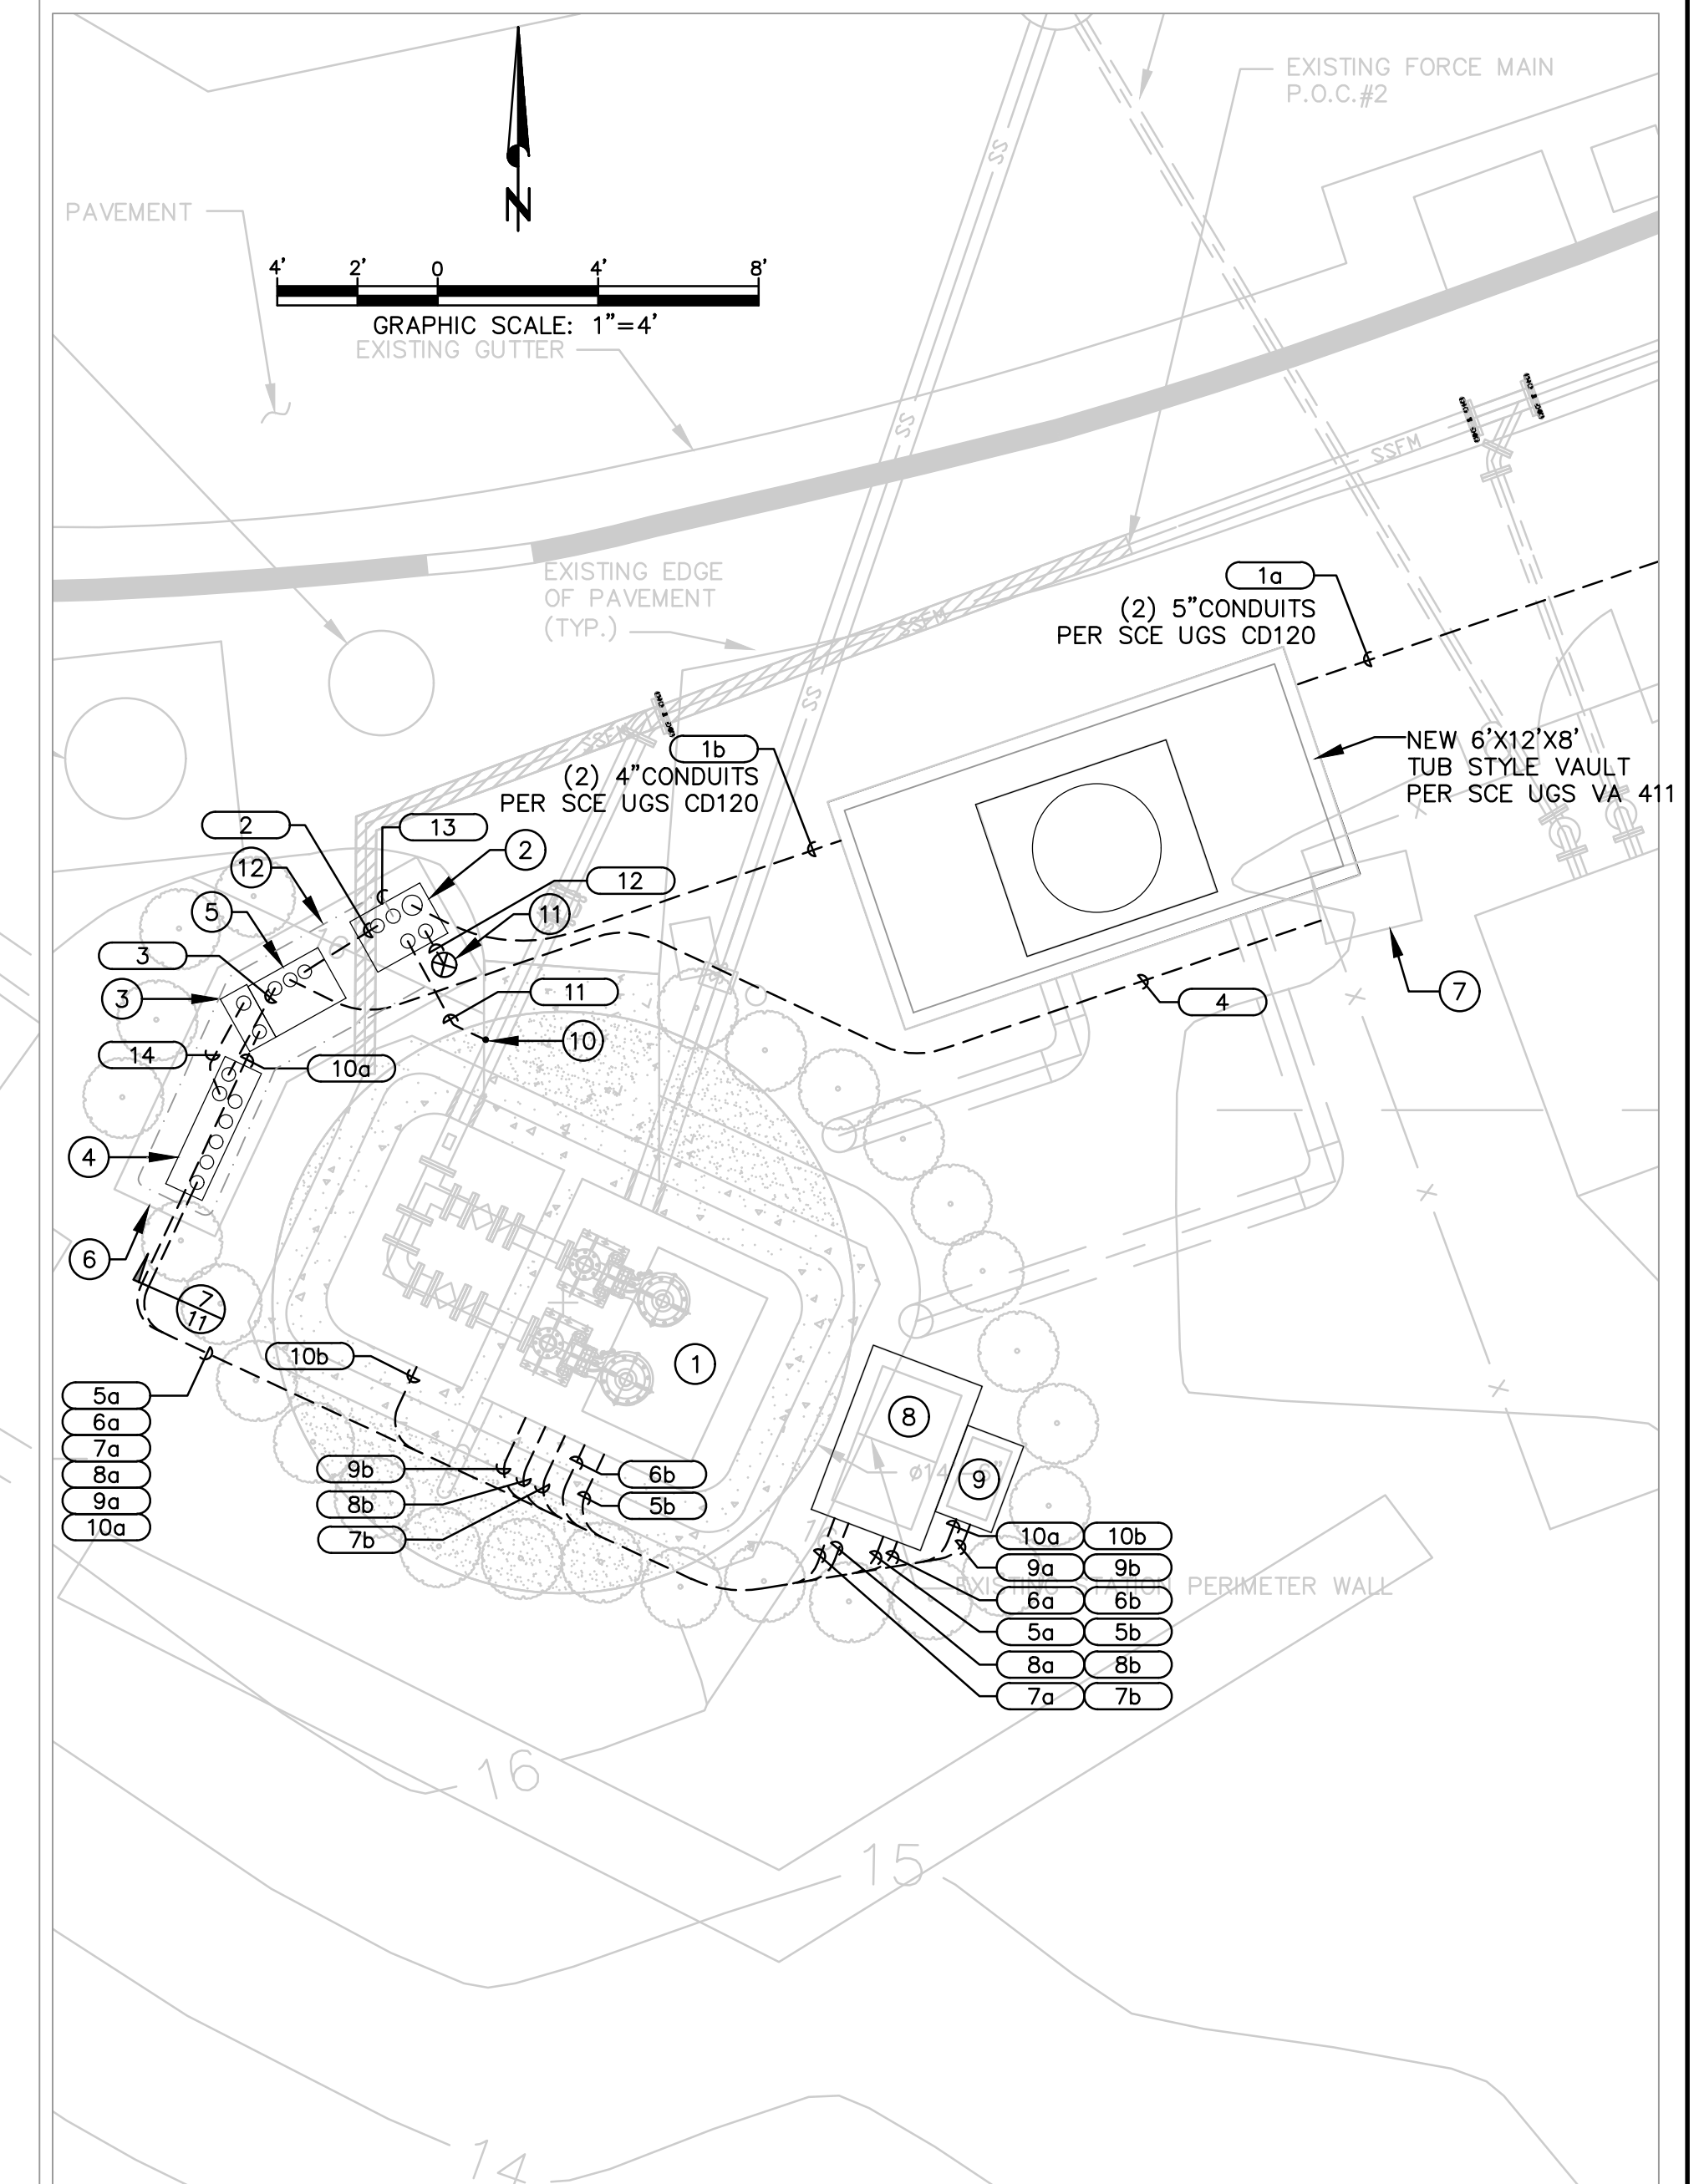 EXISTING FORCE MAIN
P.O.C.#2
SS
PAVEMENT
N
4' 2' 0 4' 8'
GRAPHIC SCALE: 1"=4'
EXISTING GUTTER
SS
SSFM
EXISTING EDGE
OF PAVEMENT
(TYP.)
1a
(2) 5"CONDUITS
PER SCE UGS CD120
SSFM
SS
SSFM
1b
(2) 4"CONDUITS
PER SCE UGS CD120
NEW 6'X12'X8'
TUB STYLE VAULT
PER SCE UGS VA 411
2
13
2
12
12
5
11
3
3
11
4
7
10
14
10a
4
6
7
11
10b
1
5a
6a
7a
8a
9a
10a
8
9
9b
8b
7b
6b
5b
10a 10b
9a 9b
EXISTING STATION PERIMETER WALL
6a 6b
5a 5b
8a 8b
7a 7b
16
15
14